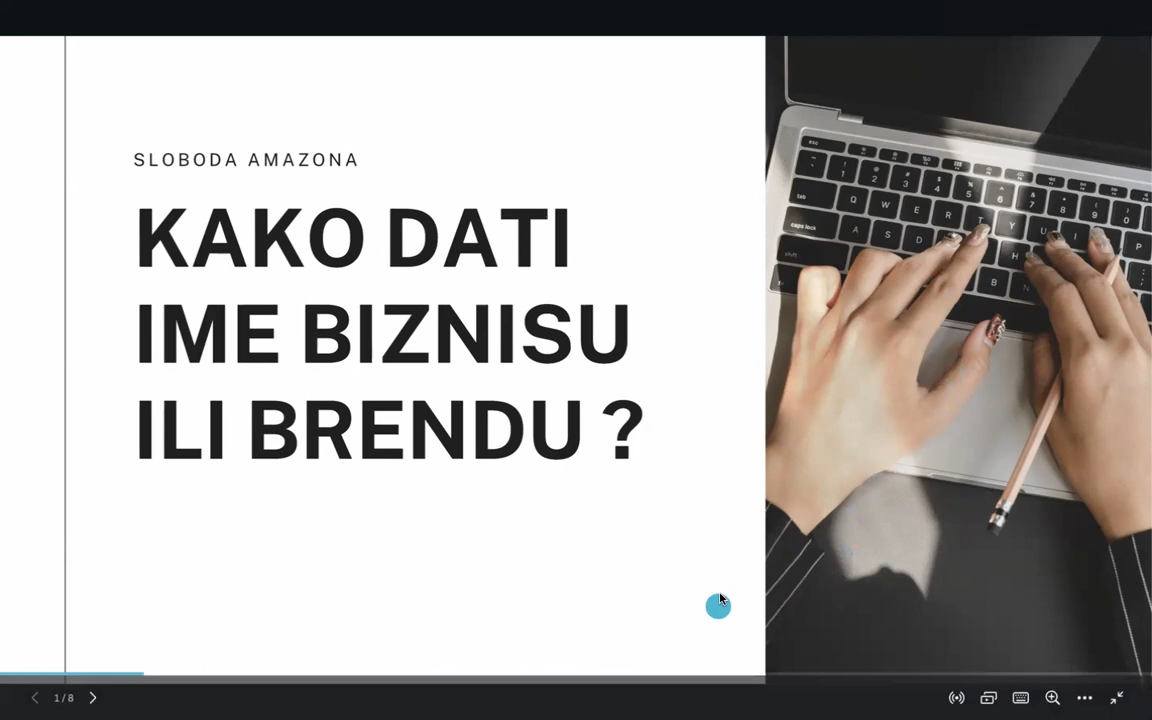 SLOBODA AMAZONA
KAKO DATI
IME BIZNISU
ILI BRENDU ?
1/8